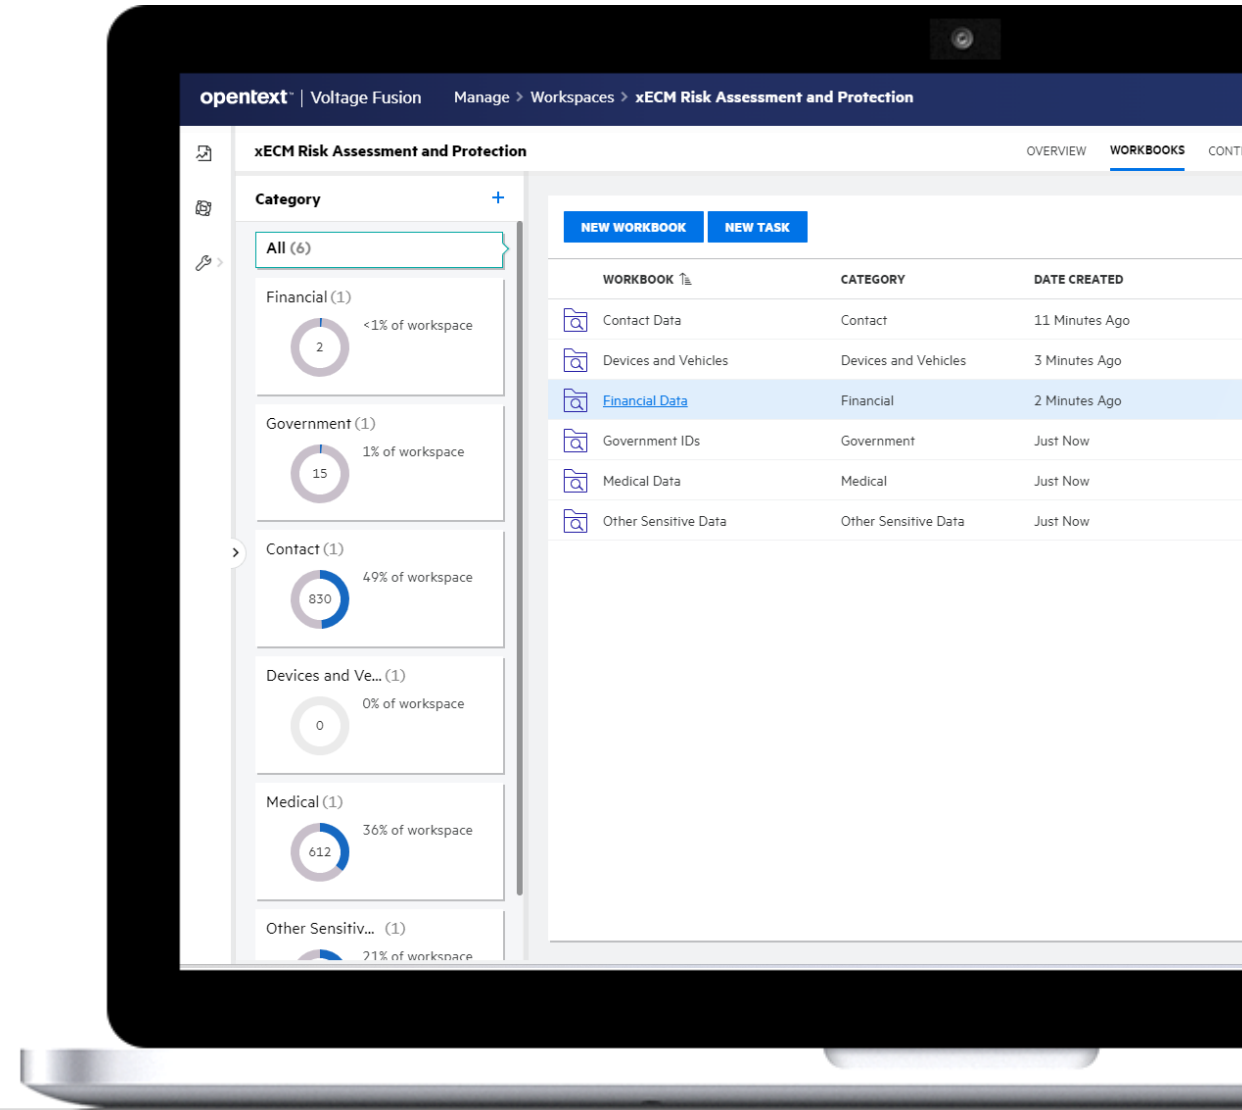 opentext™ | Voltage Fusion Manage > Workspaces > xECM Risk Assessment and Protection
xECM Risk Assessment and Protection
OVERVIEW WORKBOOKS CONT
Category +
All (6)
Financial (1)
<1% of workspace
2
Government (1)
1% of workspace
15
Contact (1)
49% of workspace
830
Devices and Ve... (1)
0% of workspace
0
Medical (1)
36% of workspace
612
Other Sensitiv... (1)
21% of workspace
NEW WORKBOOK NEW TASK
WORKBOOK CATEGORY DATE CREATED
Contact Data Contact 11 Minutes Ago
Devices and Vehicles Devices and Vehicles 3 Minutes Ago
Financial Data Financial 2 Minutes Ago
Government IDs Government Just Now
Medical Data Medical Just Now
Other Sensitive Data Other Sensitive Data Just Now